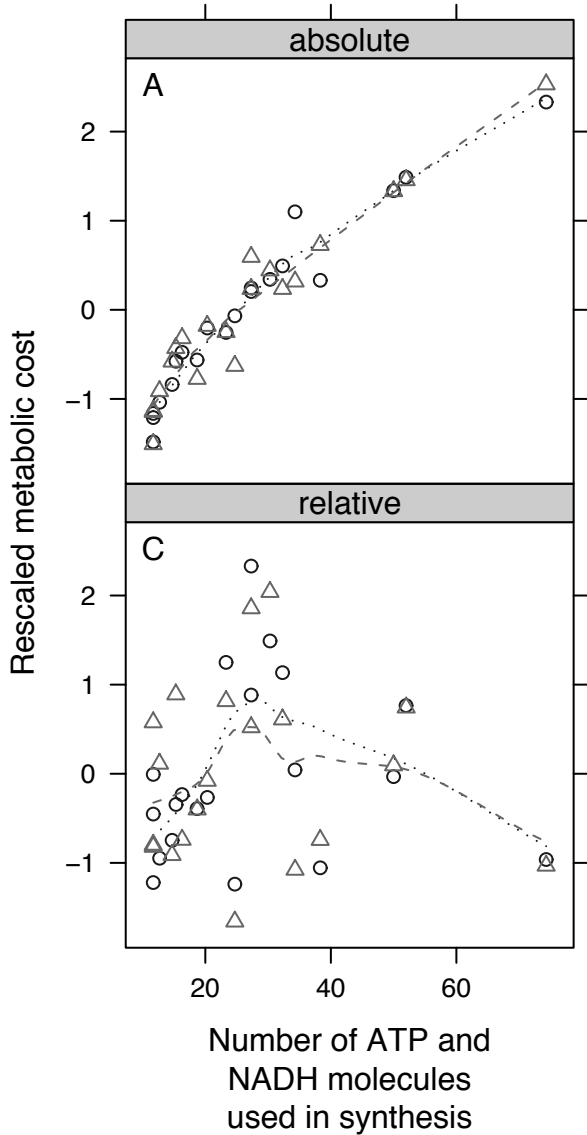 absolute
A
2
1
0
−1
Rescaled metabolic cost
relative
C
2
1
0
−1
20 40 60
Number of ATP and
NADH molecules
used in synthesis